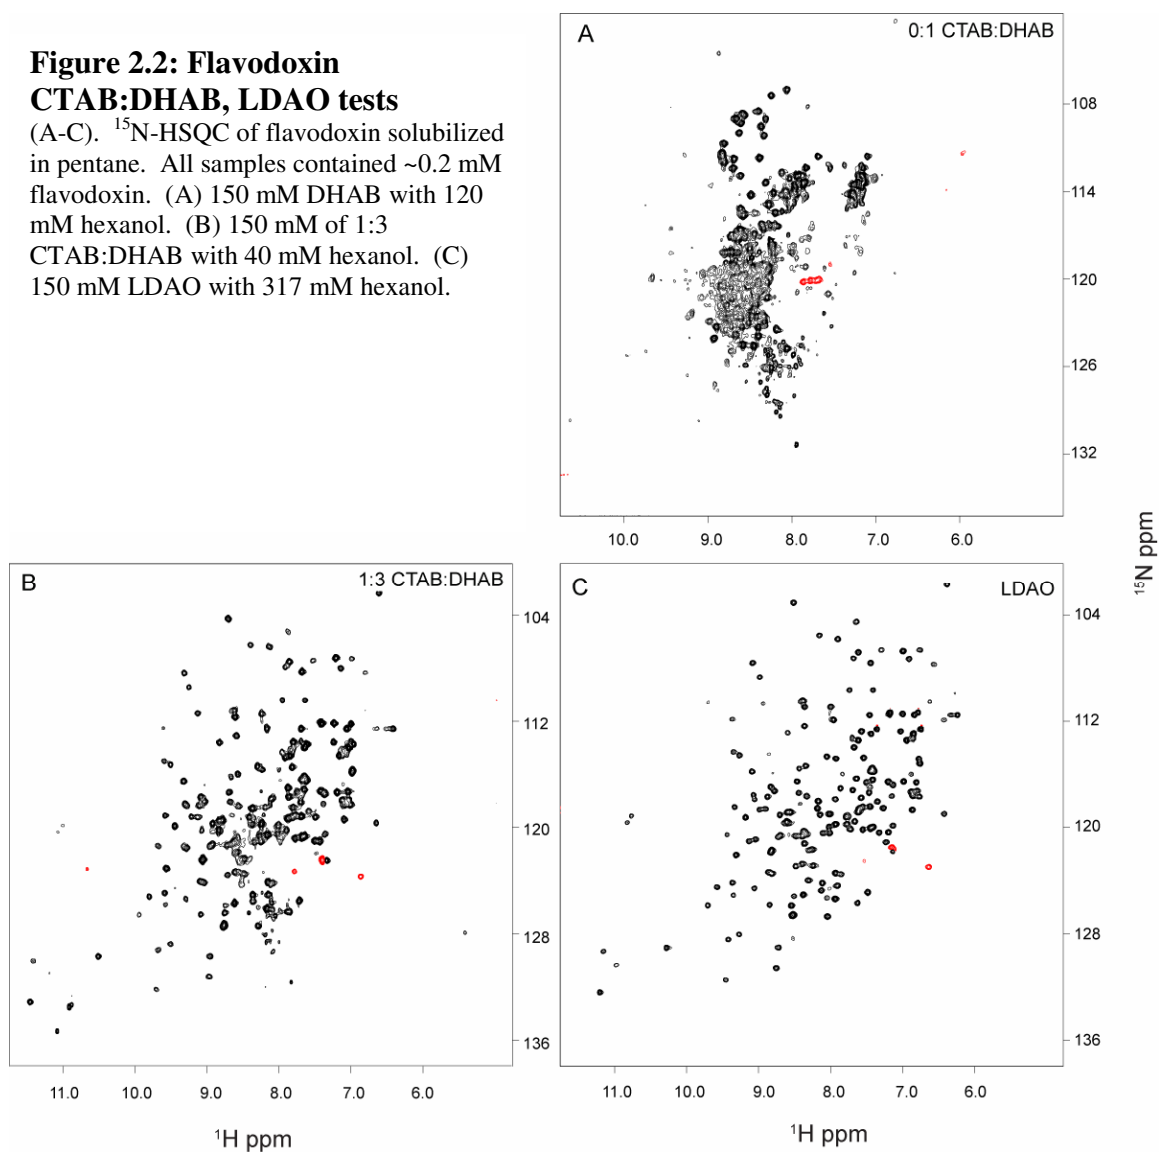 Figure 2.2: Flavodoxin
CTAB:DHAB, LDAO tests
(A-C). ¹⁵N-HSQC of flavodoxin solubilized
in pentane. All samples contained ~0.2 mM
flavodoxin. (A) 150 mM DHAB with 120
mM hexanol. (B) 150 mM of 1:3
CTAB:DHAB with 40 mM hexanol. (C)
150 mM LDAO with 317 mM hexanol.
A
0:1 CTAB:DHAB
108
114
120
126
132
10.0 9.0 8.0 7.0 6.0
¹⁵N ppm
B
1:3 CTAB:DHAB
104
112
120
128
136
11.0 10.0 9.0 8.0 7.0 6.0
¹H ppm
C
LDAO
104
112
120
128
136
11.0 10.0 9.0 8.0 7.0 6.0
¹H ppm